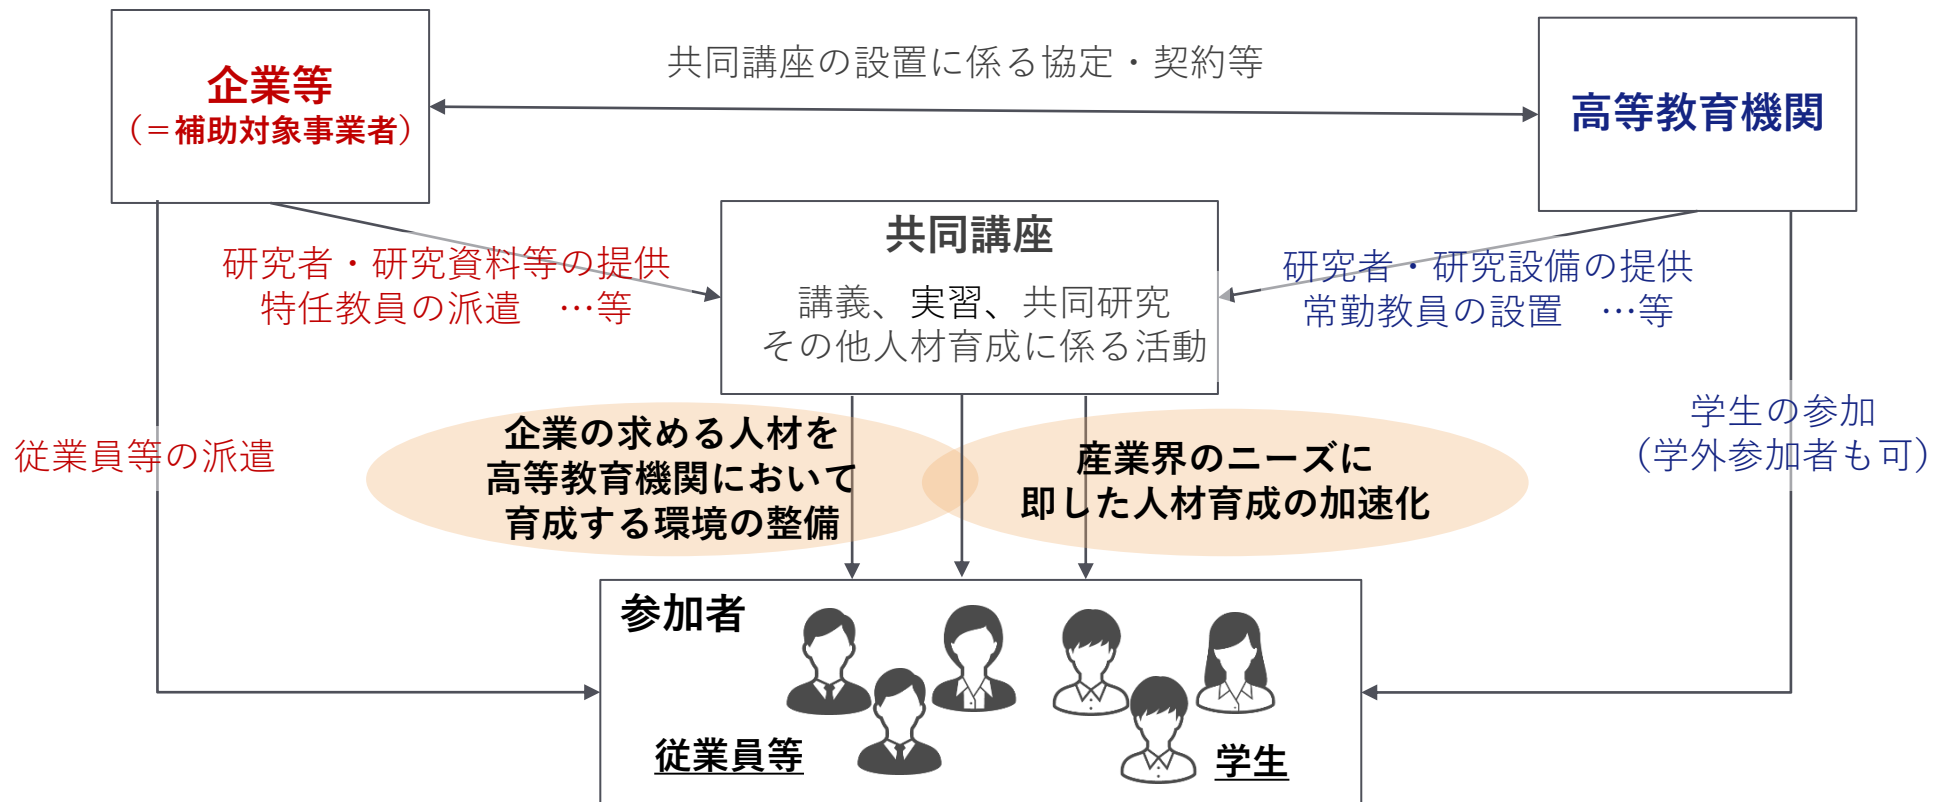 企業等
(＝補助対象事業者)
共同講座の設置に係る協定・契約等
高等教育機関
研究者・研究資料等の提供
特任教員の派遣　…等
共同講座
講義、実習、共同研究
その他人材育成に係る活動
研究者・研究設備の提供
常勤教員の設置　…等
従業員等の派遣
企業の求める人材を
高等教育機関において
育成する環境の整備
産業界のニーズに
即した人材育成の加速化
学生の参加
(学外参加者も可)
参加者
従業員等
学生